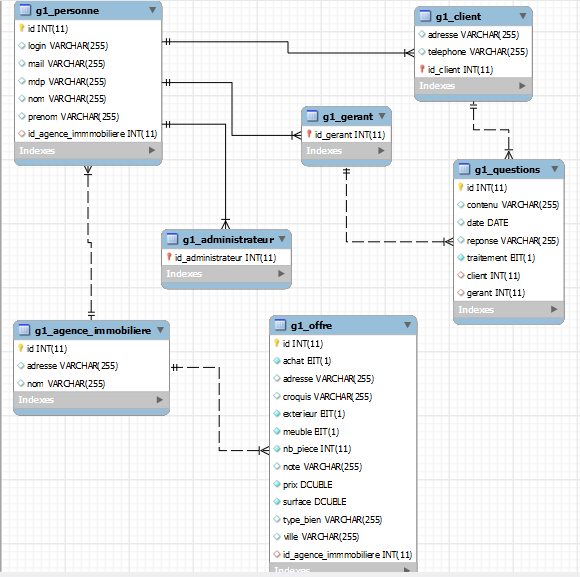 g1_personne
id INT(11)
login VARCHAR(255)
mail VARCHAR(255)
mdp VARCHAR(255)
nom VARCHAR(255)
prenom VARCHAR(255)
id_agence_immmobiliere INT(11)
Indexes
g1_client
adresse VARCHAR(255)
telephone VARCHAR(255)
id_client INT(11)
Indexes
g1_gerant
id_gerant INT(11)
Indexes
g1_questions
id INT(11)
contenu VARCHAR(255)
date DATE
reponse VARCHAR(255)
traitement BIT(1)
client INT(11)
gerant INT(11)
Indexes
g1_administrateur
id_administrateur INT(11)
Indexes
g1_agence_immobiliere
id INT(11)
adresse VARCHAR(255)
nom VARCHAR(255)
Indexes
g1_offre
id INT(11)
achat BIT(1)
adresse VARCHAR(255)
croquis VARCHAR(255)
exterieur BIT(1)
meuble BIT(1)
nb_piece INT(11)
note VARCHAR(255)
prix DOUBLE
surface DOUBLE
type_bien VARCHAR(255)
ville VARCHAR(255)
id_agence_immmobiliere INT(11)
Indexes